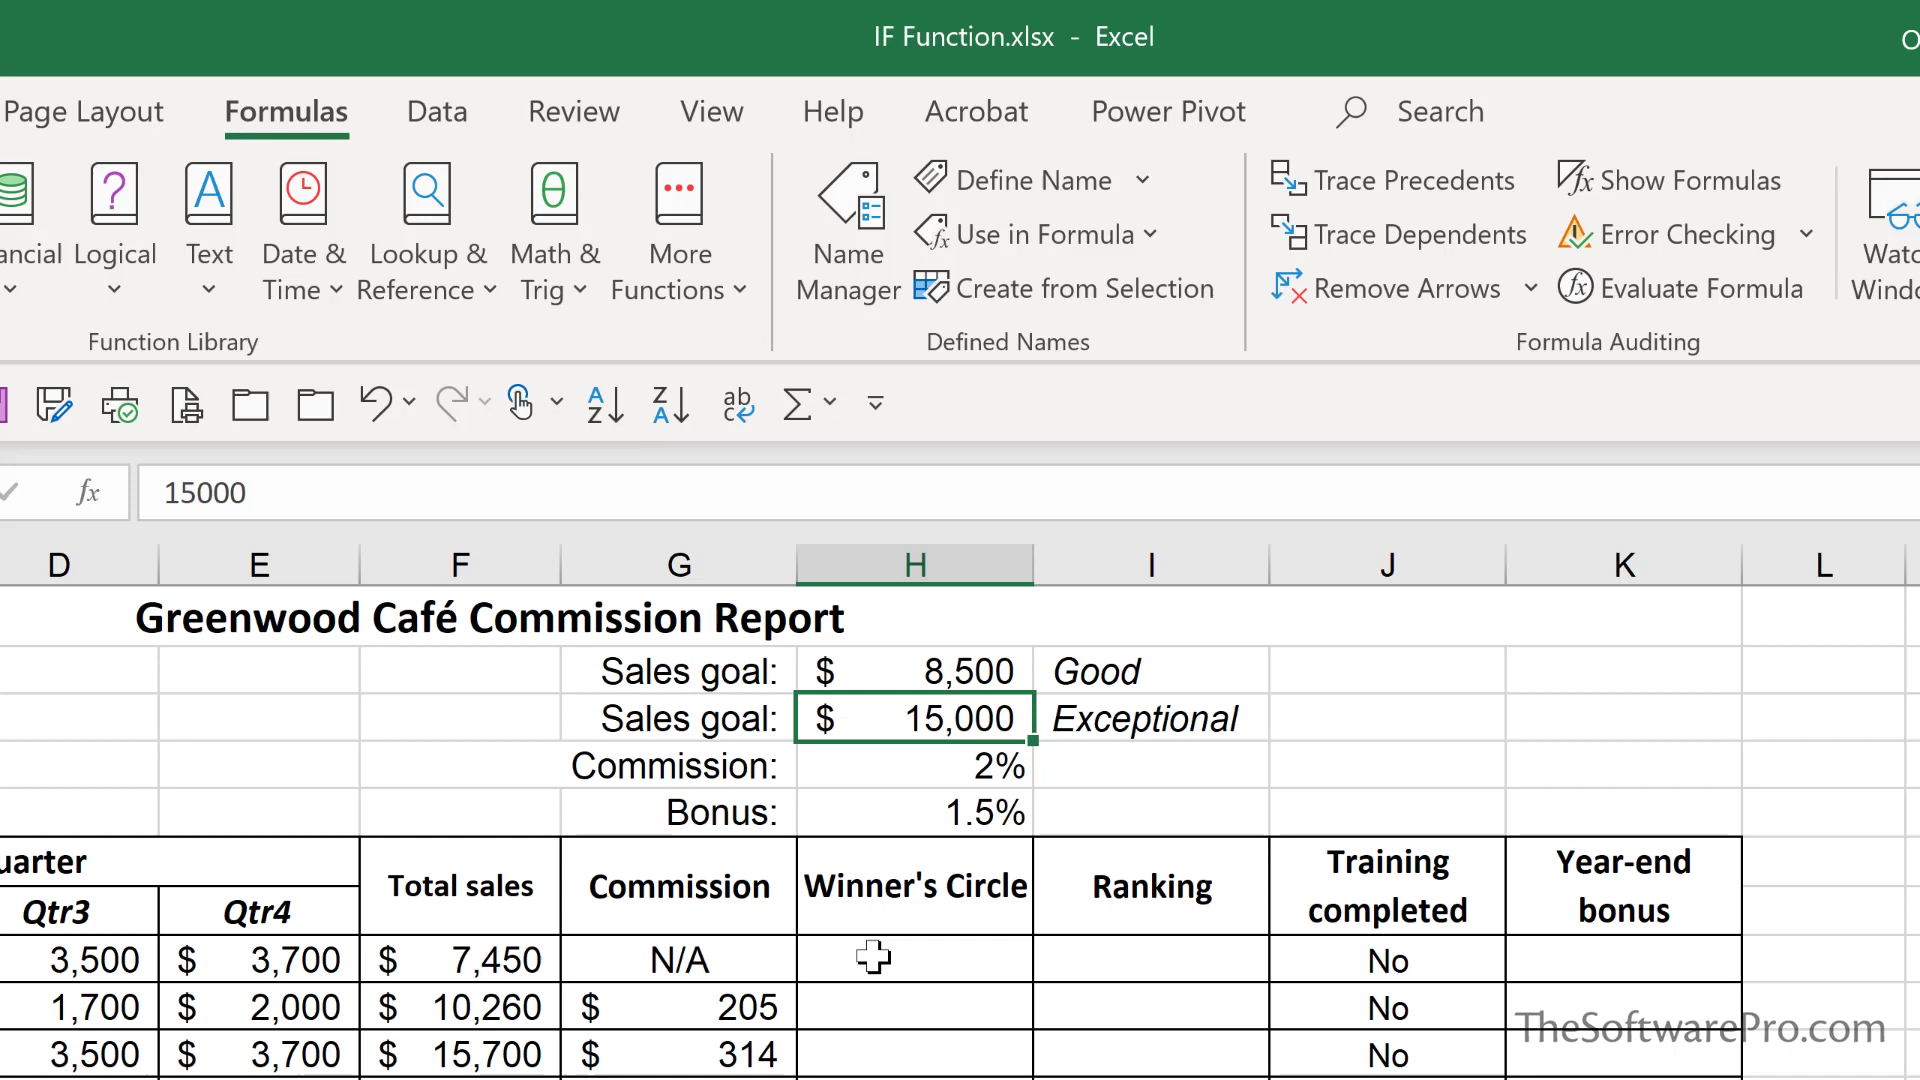 IF Function.xlsx - Excel
Page Layout Formulas Data Review View Help Acrobat Power Pivot Search
Logical Text Date & Time Lookup & Reference Math & Trig More Functions
Function Library
Name Manager
Define Name
Use in Formula
Create from Selection
Defined Names
Trace Precedents Show Formulas
Trace Dependents Error Checking
Remove Arrows Evaluate Formula
Formula Auditing
fx 15000
D E F G H I J K L
Greenwood Café Commission Report
Sales goal: $ 8,500 Good
Sales goal: $ 15,000 Exceptional
Commission: 2%
Bonus: 1.5%
Total sales Commission Winner's Circle Ranking Training completed Year-end bonus
Qtr3 Qtr4
3,500 $ 3,700 $ 7,450 N/A No
1,700 $ 2,000 $ 10,260 $ 205 No
3,500 $ 3,700 $ 15,700 $ 314 No
TheSoftwarePro.com